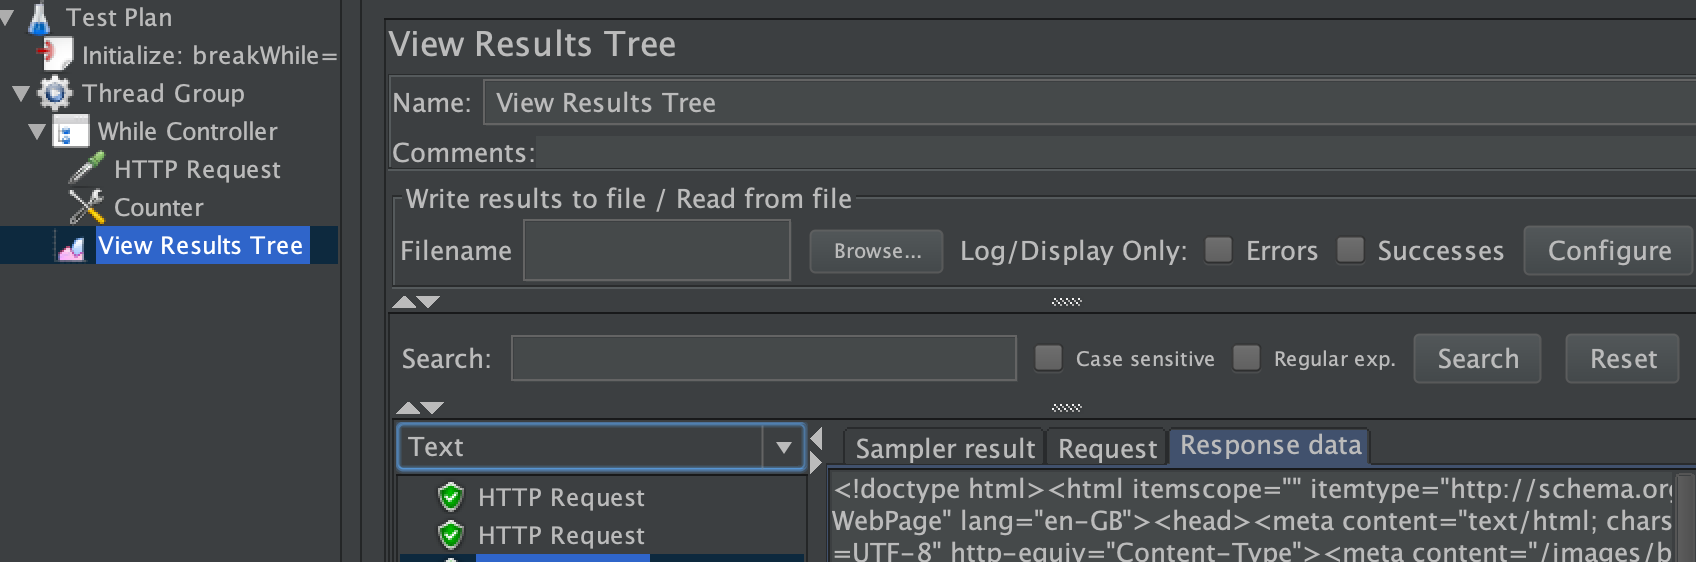 Test Plan
Initialize: breakWhile=
Thread Group
While Controller
HTTP Request
Counter
View Results Tree
View Results Tree
Name: View Results Tree
Comments:
Write results to file / Read from file
Filename Browse... Log/Display Only: Errors Successes Configure
Search: Case sensitive Regular exp. Search Reset
Text
Sampler result Request Response data
HTTP Request
HTTP Request
<!doctype html><html itemscope="" itemtype="http://schema.org
WebPage" lang="en-GB"><head><meta content="text/html; chars
=UTF-8" http-equiv="Content-Type"><meta content="/images/b